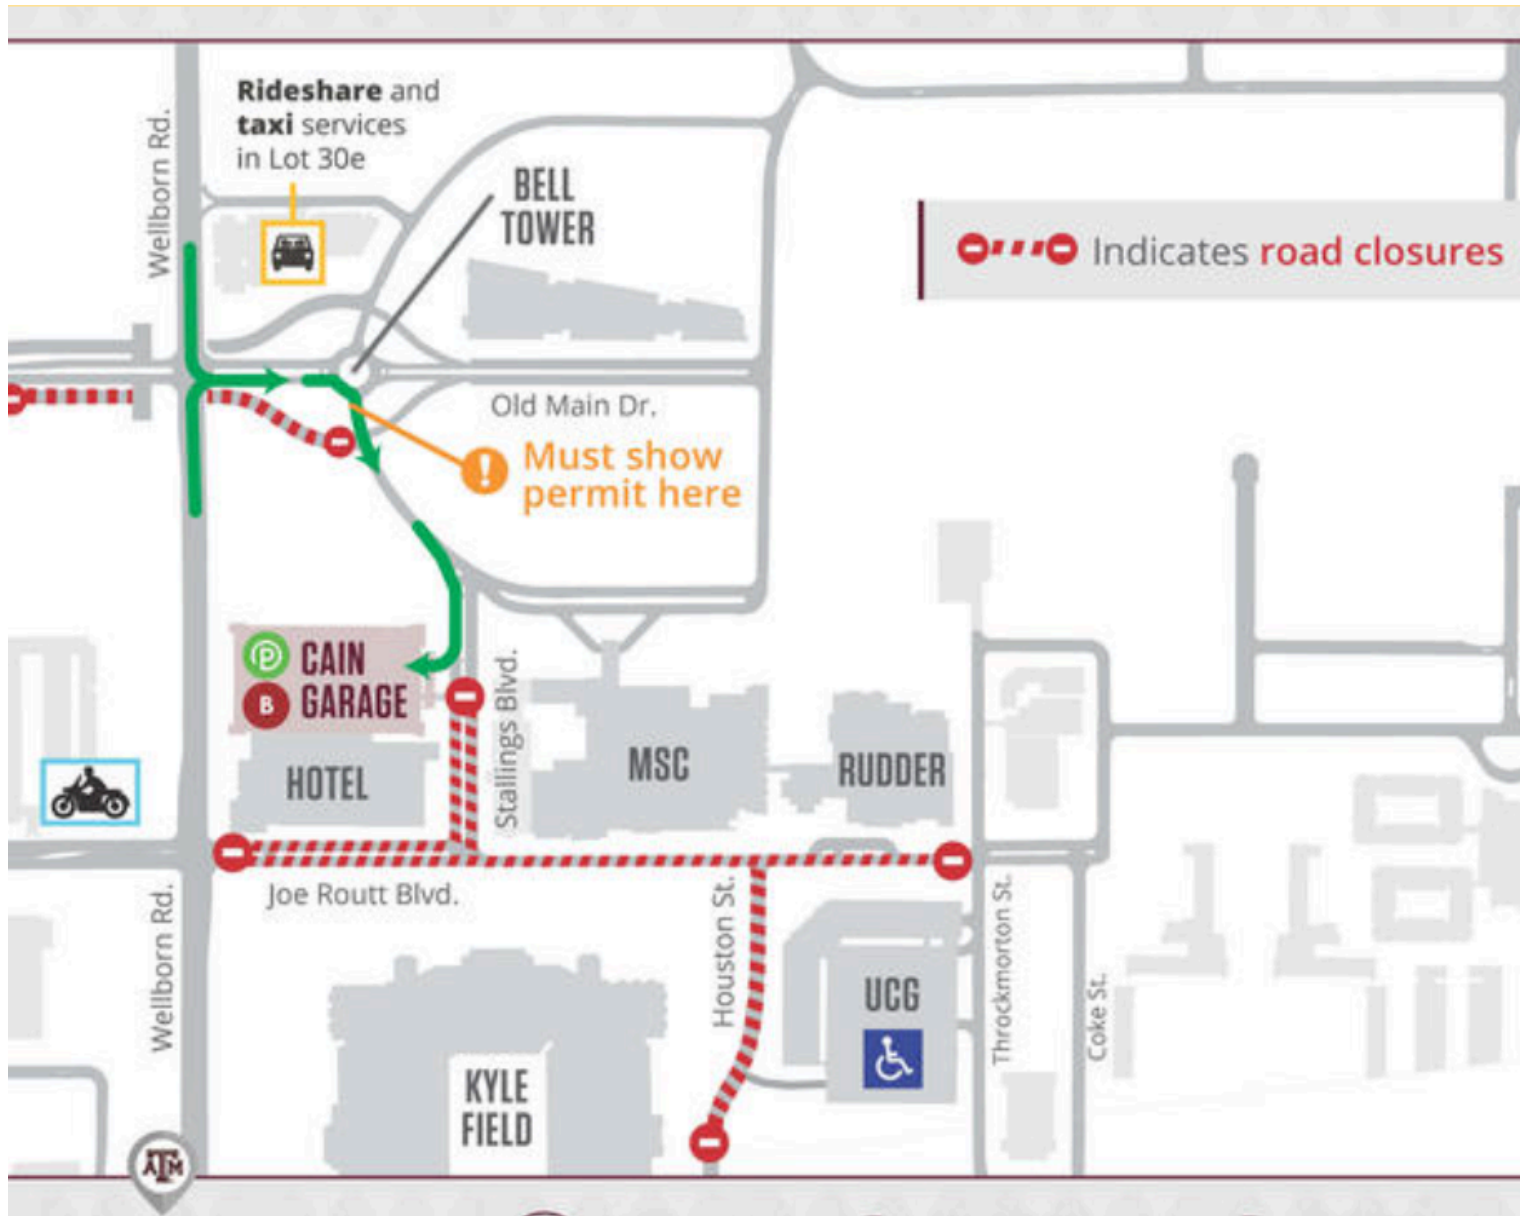 Rideshare and
taxi services
in Lot 30e
Wellborn Rd.
BELL
TOWER
Indicates road closures
Old Main Dr.
Must show
permit here
P
CAIN
B
GARAGE
HOTEL
Stallings Blvd.
MSC
RUDDER
Joe Routt Blvd.
Wellborn Rd.
Houston St.
UCG
Throckmorton St.
Coke St.
KYLE
FIELD
ATM